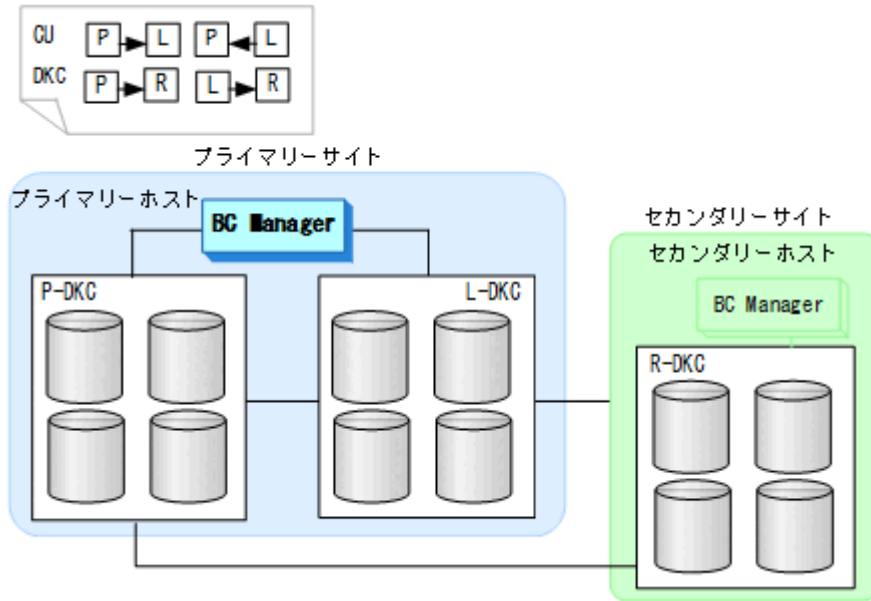 CU P L P L
DKC P R L R
プライマリーサイト
プライマリーホスト
BC Manager
セカンダリーサイト
セカンダリーホスト
P-DKC
L-DKC
BC Manager
R-DKC